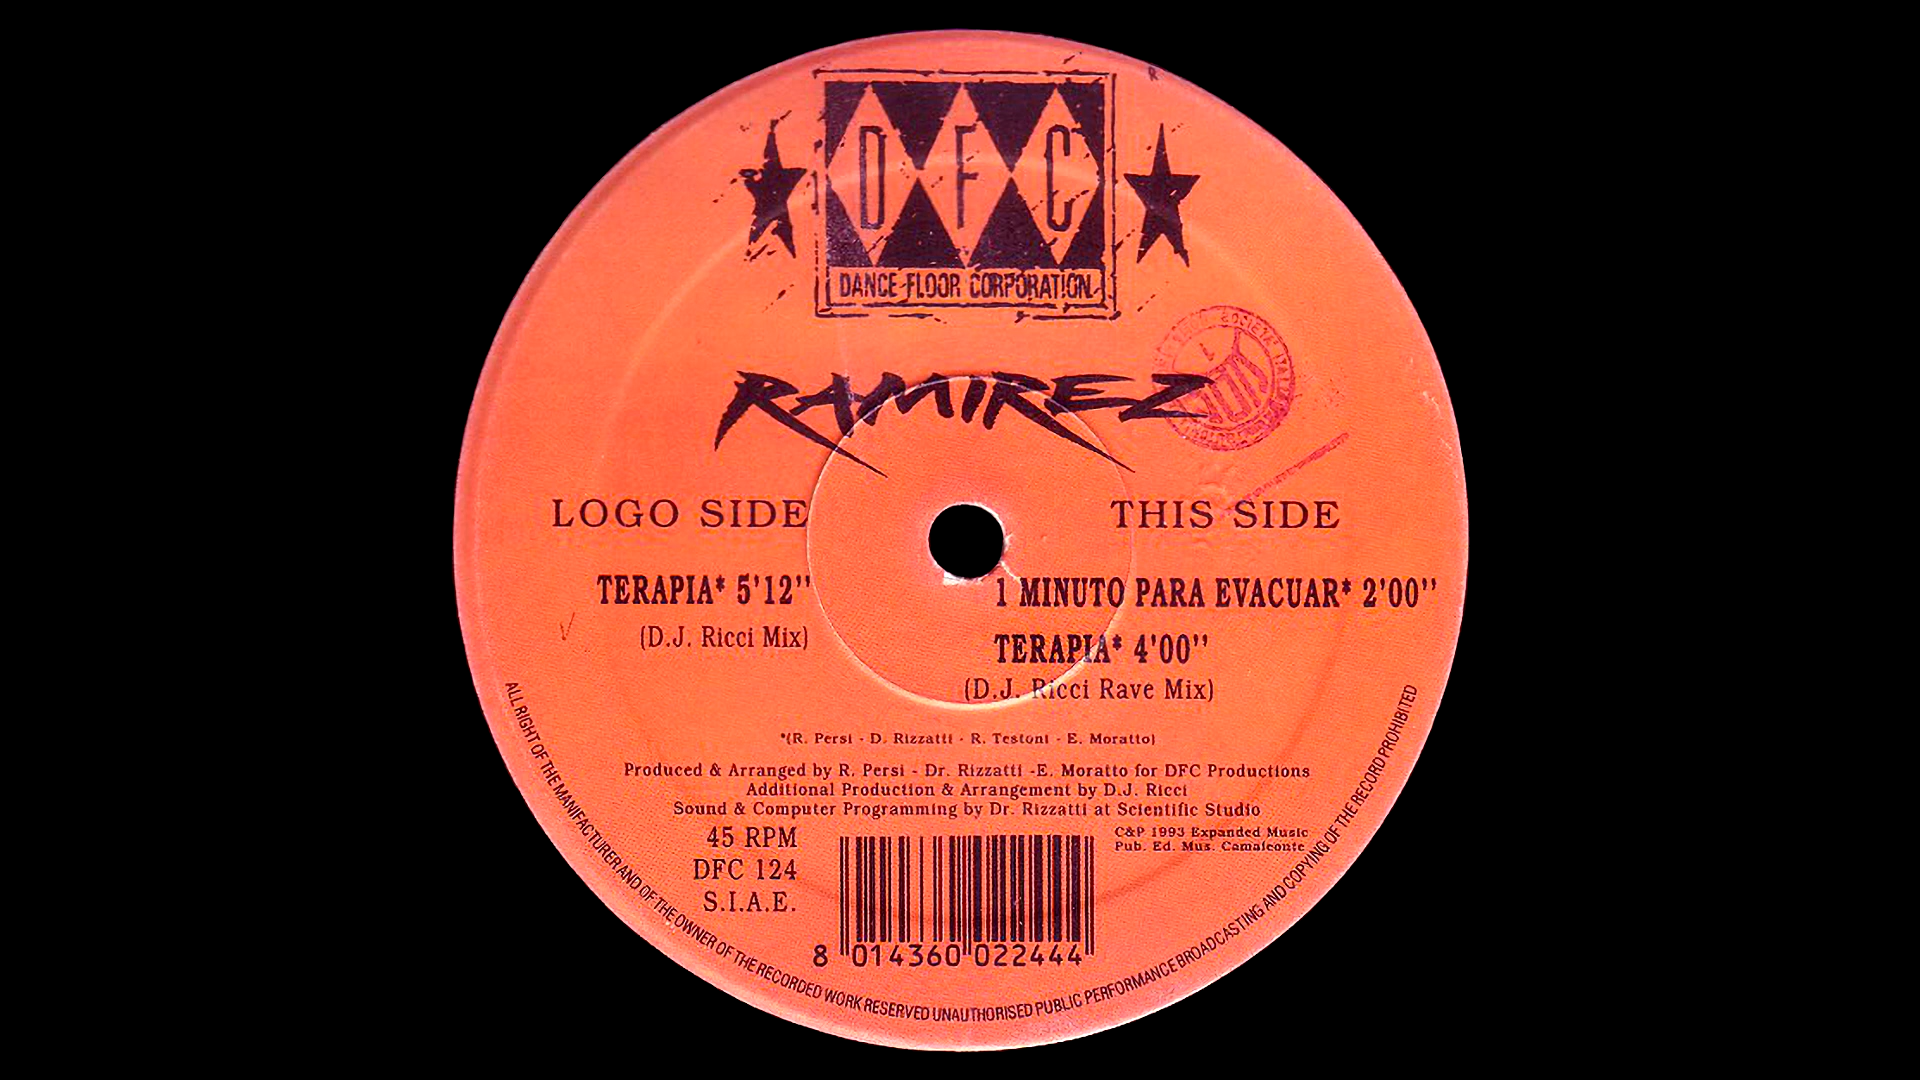 D F C
DANCE FLOOR CORPORATION
RAMIREZ
LOGO SIDE
TERAPIA* 5'12''
(D.J. Ricci Mix)
THIS SIDE
1 MINUTO PARA EVACUAR* 2'00''
TERAPIA* 4'00''
(D.J. Ricci Rave Mix)
*(R. Persi - D. Rizzatti - R. Testoni - E. Moratto)
Produced & Arranged by R. Persi - Dr. Rizzatti -E. Moratto for DFC Productions
Additional Production & Arrangement by D.J. Ricci
Sound & Computer Programming by Dr. Rizzatti at Scientific Studio
45 RPM
DFC 124
S.I.A.E.
C&P 1993 Expanded Music
Pub. Ed. Mus. Camalconte
8 014360 022444
ALL RIGHT OF THE MANIFACTURER AND OF THE OWNER OF THE RECORDED WORK RESERVED UNAUTHORISED PUBLIC PERFORMANCE BROADCASTING AND COPYING OF THE RECORD PROHIBITED